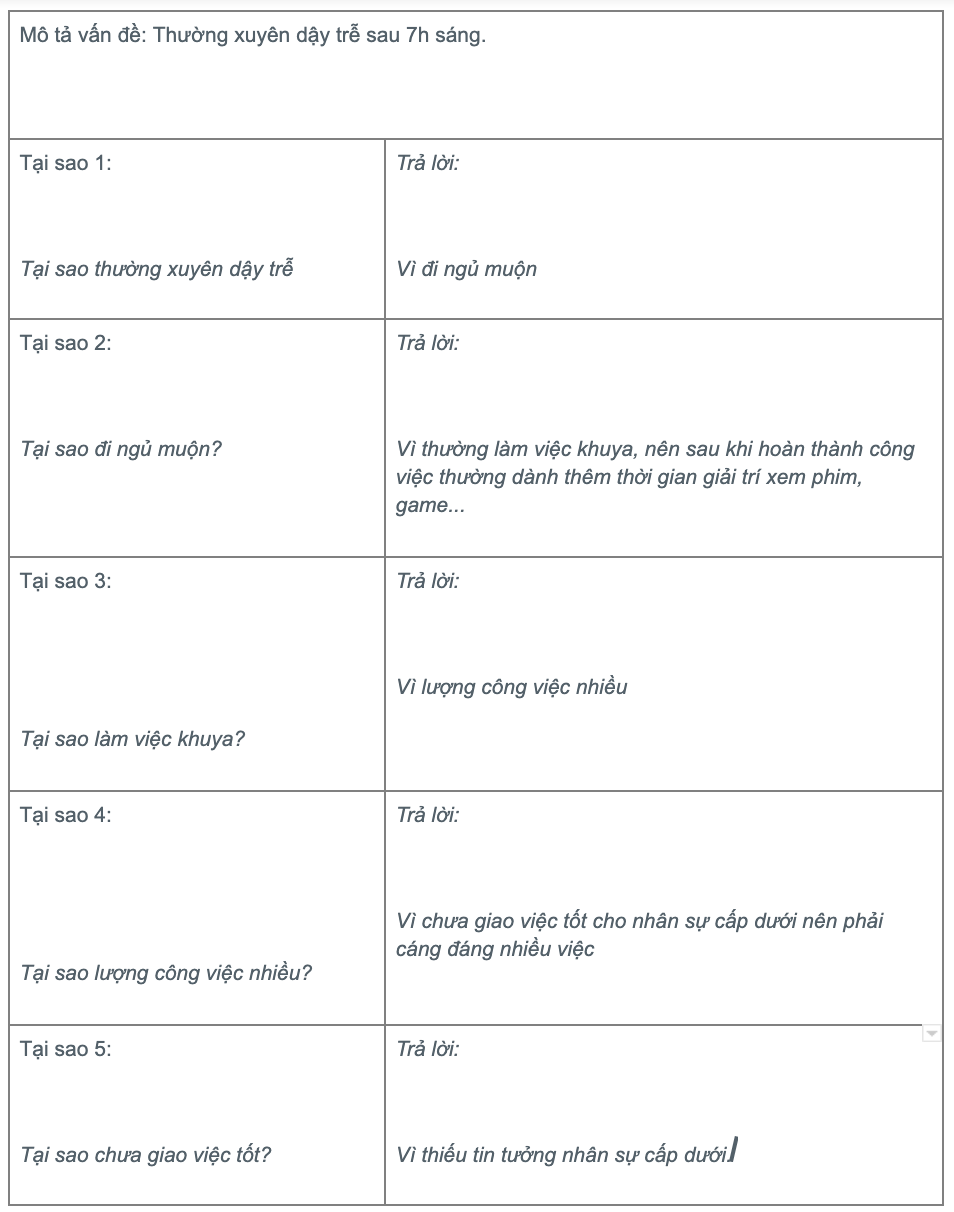 Mô tả vấn đề: Thường xuyên dậy trễ sau 7h sáng.
Tại sao 1:
Trả lời:
Tại sao thường xuyên dậy trễ
Vì đi ngủ muộn
Tại sao 2:
Trả lời:
Tại sao đi ngủ muộn?
Vì thường làm việc khuya, nên sau khi hoàn thành công
việc thường dành thêm thời gian giải trí xem phim,
game...
Tại sao 3:
Trả lời:
Tại sao làm việc khuya?
Vì lượng công việc nhiều
Tại sao 4:
Trả lời:
Tại sao lượng công việc nhiều?
Vì chưa giao việc tốt cho nhân sự cấp dưới nên phải
cáng đáng nhiều việc
Tại sao 5:
Trả lời:
Tại sao chưa giao việc tốt?
Vì thiếu tin tưởng nhân sự cấp dưới.